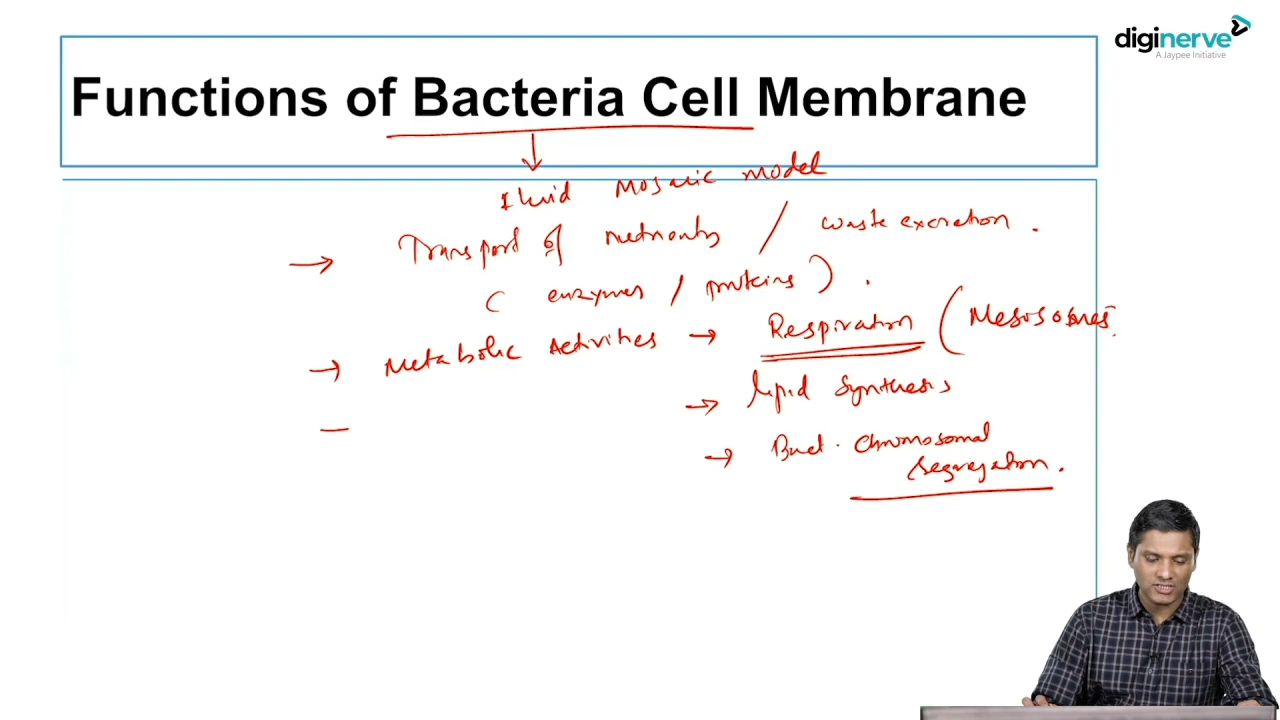 diginerve
A Jaypee Initiative
Functions of Bacteria Cell Membrane
Fluid Mosaic model
Transport of nutrients / waste excretion.
( enzymes / proteins ).
→ Metabolic Activities → Respiration ( Mesosomes
→ lipid synthesis
→ Bact. chromosomal
segregation.